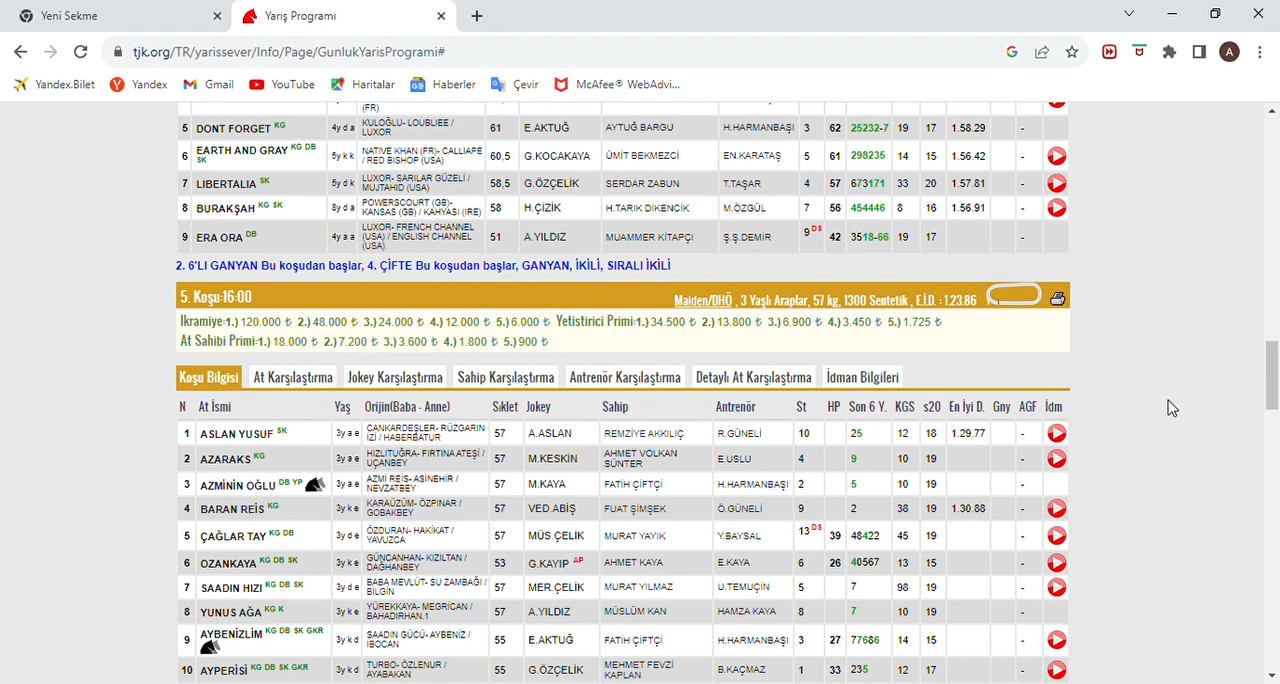 Yeni Sekme
Yarış Programı
tjk.org/TR/yarissever/Info/Page/GunlukYarisProgrami#
A
Yandex.Bilet Yandex Gmail YouTube Haritalar Haberler Çevir McAfee® WebAdvi...
(FR)
5 DONT FORGET KG 4y d a KULOĞLU- LOUBLIEE / LUXOR 61 E.AKTUĞ AYTUĞ BARGU H.HARMANBAŞI 3 62 25232-7 19 17 1.58.29 -
6 EARTH AND GRAY KG DB SK 5y k k NATIVE KHAN (FR)- CALLIAPE / RED BISHOP (USA) 60,5 G.KOCAKAYA ÜMİT BEKMEZCİ EN.KARATAŞ 5 61 298235 14 15 1.56.42 -
7 LIBERTALIA SK 5y d k LUXOR- SARILAR GÜZELİ / MUJTAHID (USA) 58,5 G.ÖZÇELİK SERDAR ZABUN T.TAŞAR 4 57 673171 33 20 1.57.81 -
8 BURAKŞAH KG SK 8y d a POWERSCOURT (GB)- KANSAS (GB) / KAHYASI (IRE) 58 H.ÇİZİK H.TARIK DİKENCİK M.ÖZGÜL 7 56 454446 8 16 1.56.91 -
9 ERA ORA DB 4y a a LUXOR- FRENCH CHANNEL (USA) / ENGLISH CHANNEL (USA) 51 A.YILDIZ MUAMMER KİTAPÇI Ş.Ş.DEMİR 9 DS 42 3518-66 19 17 -
2. 6'LI GANYAN Bu koşudan başlar, 4. ÇİFTE Bu koşudan başlar, GANYAN, İKİLİ, SIRALI İKİLİ
5. Koşu:16:00
Maiden/DHÖ , 3 Yaşlı Araplar, 57 kg, 1300 Sentetik , E.İ.D. : 1.23.86
İkramiye:1.) 120.000 ₺ 2.) 48.000 ₺ 3.) 24.000 ₺ 4.) 12.000 ₺ 5.) 6.000 ₺ Yetistirici Primi:1.) 34.500 ₺ 2.) 13.800 ₺ 3.) 6.900 ₺ 4.) 3.450 ₺ 5.) 1.725 ₺
At Sahibi Primi:1.) 18.000 ₺ 2.) 7.200 ₺ 3.) 3.600 ₺ 4.) 1.800 ₺ 5.) 900 ₺
Koşu Bilgisi At Karşılaştırma Jokey Karşılaştırma Sahip Karşılaştırma Antrenör Karşılaştırma Detaylı At Karşılaştırma İdman Bilgileri
N At İsmi Yaş Orijin(Baba - Anne) Sıklet Jokey Sahip Antrenör St HP Son 6 Y. KGS s20 En İyi D. Gny AGF İdm
1 ASLAN YUSUF SK 3y a e CANKARDEŞLER- RÜZGARIN İZİ / HABERBATUR 57 A.ASLAN REMZİYE AKKILIÇ R.GÜNELİ 10 25 12 18 1.29.77 -
2 AZARAKS KG 3y a e HIZLITUĞRA- FIRTINA ATEŞİ / UÇANBEY 57 M.KESKİN AHMET VOLKAN SÜNTER E.USLU 4 9 10 19 -
3 AZMİNİN OĞLU DB YP 3y a e AZMİ REİS- ASİNEHİR / NEVZATBEY 57 M.KAYA FATİH ÇİFTÇİ H.HARMANBAŞI 2 5 10 19 -
4 BARAN REİS KG 3y k e KARAÜZÜM- ÖZPINAR / GOBAKBEY 57 VED.ABİŞ FUAT ŞİMŞEK Ö.GÜNELİ 9 2 38 19 1.30.88 -
5 ÇAĞLAR TAY KG DB 3y d e ÖZDURAN- HAKİKAT / YAVUZCA 57 MÜS.ÇELİK MURAT YAYIK Y.BAYSAL 13 DS 39 48422 45 19 -
6 OZANKAYA KG DB SK 3y k e GÜNCANHAN- KIZILTAN / DAĞHANBEY 53 G.KAYIP AP AHMET KAYA E.KAYA 6 26 40567 13 15 -
7 SAADIN HIZI KG DB SK 3y d e BABA MEVLÜT- SU ZAMBAĞI / BİLGİN 57 MER.ÇELİK MURAT YILMAZ U.TEMUÇİN 5 7 98 19 -
8 YUNUS AĞA KG K 3y k e YÜREKKAYA- MEGRİCAN / BAHADIRHAN.1 57 A.YILDIZ MÜSLÜM KAN HAMZA KAYA 8 7 10 19 -
9 AYBENİZLİM KG DB SK GKR 3y k d SAADIN GÜCÜ- AYBENİZ / İBOCAN 55 E.AKTUĞ FATİH ÇİFTÇİ H.HARMANBAŞI 3 27 77686 14 15 -
10 AYPERİSİ KG DB SK GKR 3y k d TURBO- ÖZLENUR / AYABAKAN 55 G.ÖZÇELİK MEHMET FEVZİ KAPLAN B.KAÇMAZ 1 33 235 12 17 -